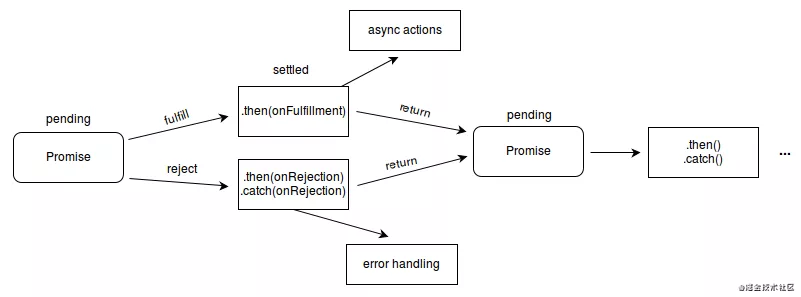 async actions
settled
pending
fulfill
.then(onFulfillment)
return
pending
Promise
reject
.then(onRejection)
.catch(onRejection)
return
Promise
.then()
.catch()
...
error handling
@掘金技术社区